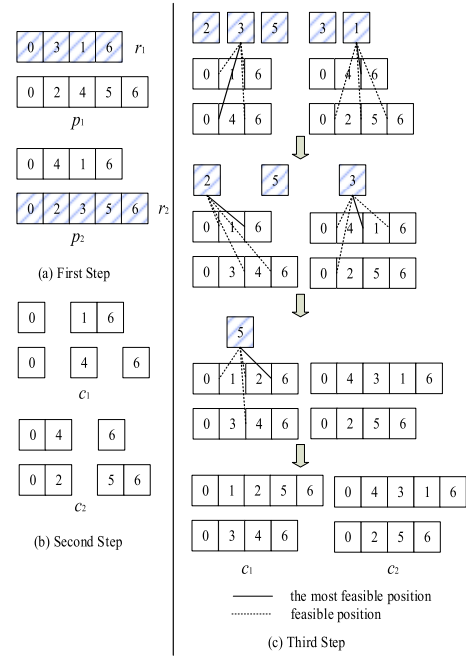 0 3 1 6 r1
0 2 4 5 6
p1
0 4 1 6
0 2 3 5 6 r2
p2
(a) First Step
0 1 6
0 4 6
c1
0 4 6
0 2 5 6
c2
(b) Second Step
2 3 5 3 1
0 1 6 0 4 6
0 4 6 0 2 5 6
2 5 3
0 1 6 0 4 1 6
0 3 4 6 0 2 5 6
5
0 1 2 6 0 4 3 1 6
0 3 4 6 0 2 5 6
0 1 2 5 6 0 4 3 1 6
0 3 4 6 0 2 5 6
c1 c2
the most feasible position
feasible position
(c) Third Step